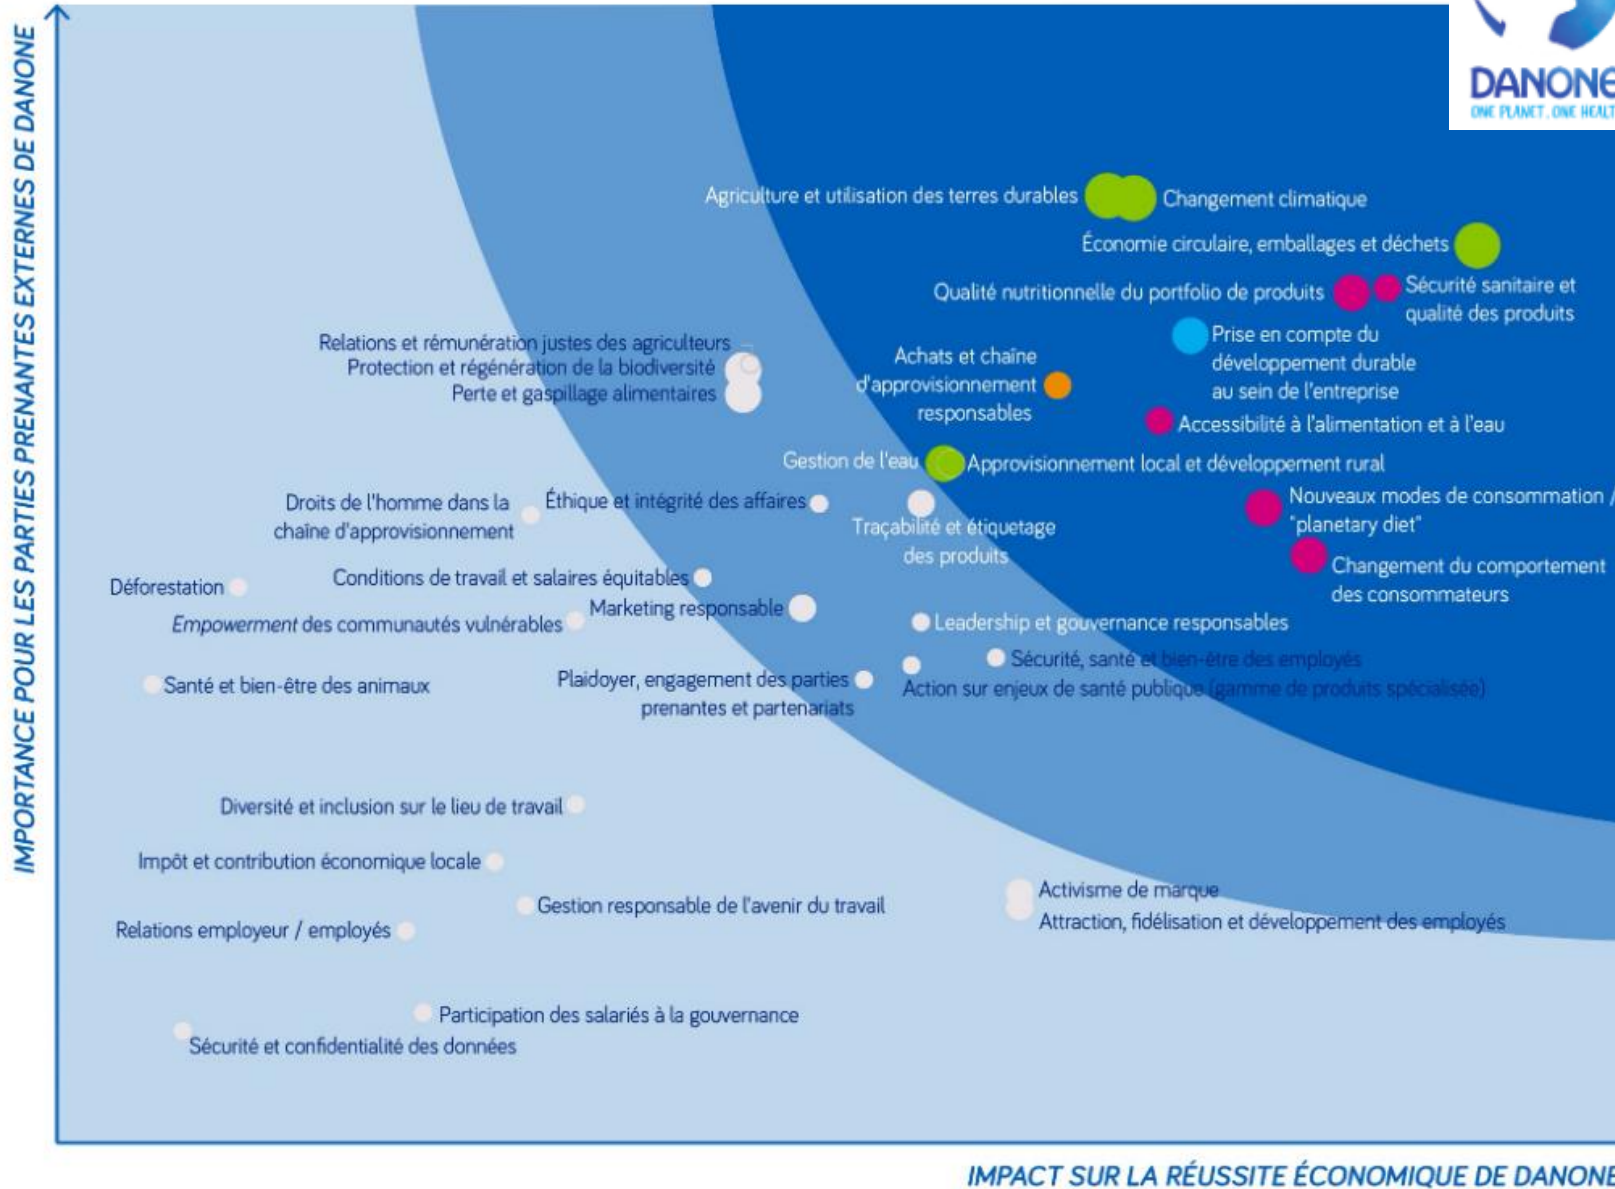 IMPORTANCE POUR LES PARTIES PRENANTES EXTERNES DE DANONE
DANONE
ONE PLANET. ONE HEALT
Agriculture et utilisation des terres durables
Changement climatique
Économie circulaire, emballages et déchets
Qualité nutritionnelle du portfolio de produits
Sécurité sanitaire et
qualité des produits
Relations et rémunération justes des agriculteurs
Protection et régénération de la biodiversité
Perte et gaspillage alimentaires
Achats et chaîne
d'approvisionnement
responsables
Prise en compte du
développement durable
au sein de l'entreprise
Accessibilité à l'alimentation et à l'eau
Gestion de l'eau
Approvisionnement local et développement rural
Droits de l'homme dans la
chaîne d'approvisionnement
Éthique et intégrité des affaires
Traçabilité et étiquetage
des produits
Nouveaux modes de consommation /
"planetary diet"
Changement du comportement
des consommateurs
Déforestation
Conditions de travail et salaires équitables
Marketing responsable
Empowerment des communautés vulnérables
Leadership et gouvernance responsables
Santé et bien-être des animaux
Plaidoyer, engagement des parties
prenantes et partenariats
Sécurité, santé et bien-être des employés
Action sur enjeux de santé publique (gamme de produits spécialisée)
Diversité et inclusion sur le lieu de travail
Impôt et contribution économique locale
Gestion responsable de l'avenir du travail
Relations employeur / employés
Activisme de marque
Attraction, fidélisation et développement des employés
Participation des salariés à la gouvernance
Sécurité et confidentialité des données
IMPACT SUR LA RÉUSSITE ÉCONOMIQUE DE DANONE